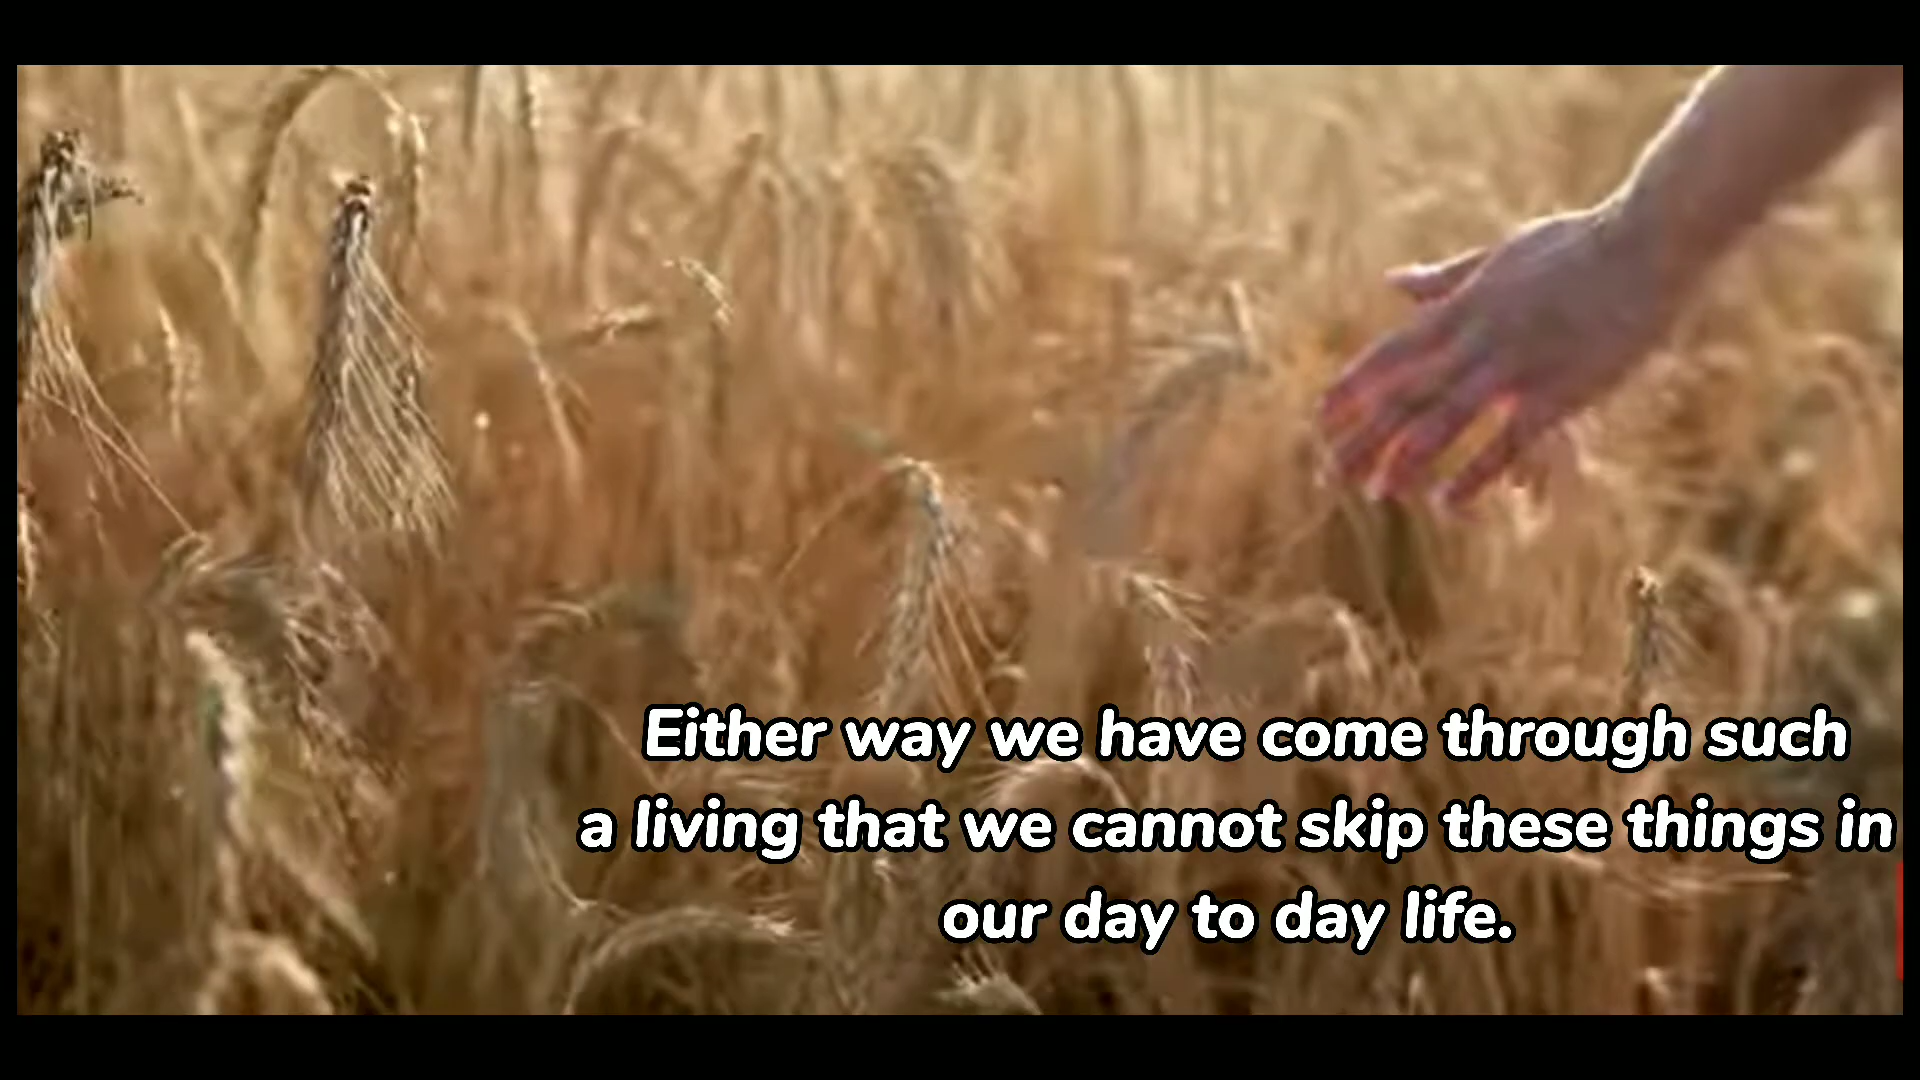 Either way we have come through such
a living that we cannot skip these things in
our day to day life.